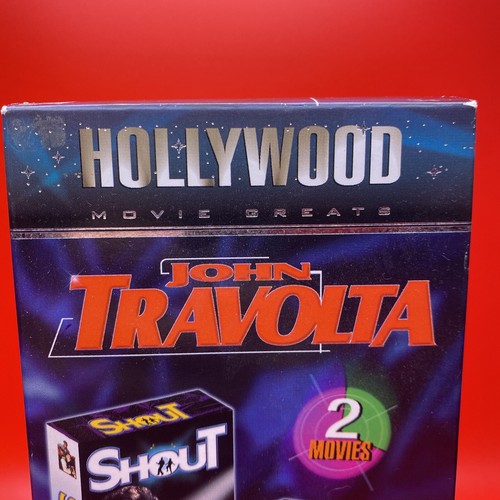 HOLLYWOOD
MOVIE GREATS
JOHN
TRAVOLTA
2
MOVIES
SHOUT
SHOUT